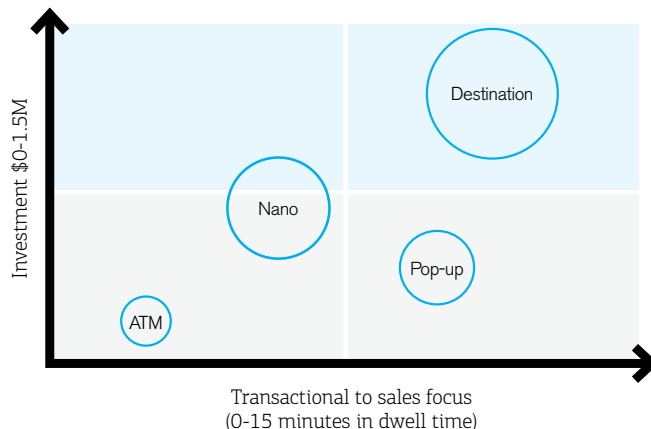 Investment $0-1.5M
Destination
Nano
Pop-up
ATM
Transactional to sales focus
(0-15 minutes in dwell time)